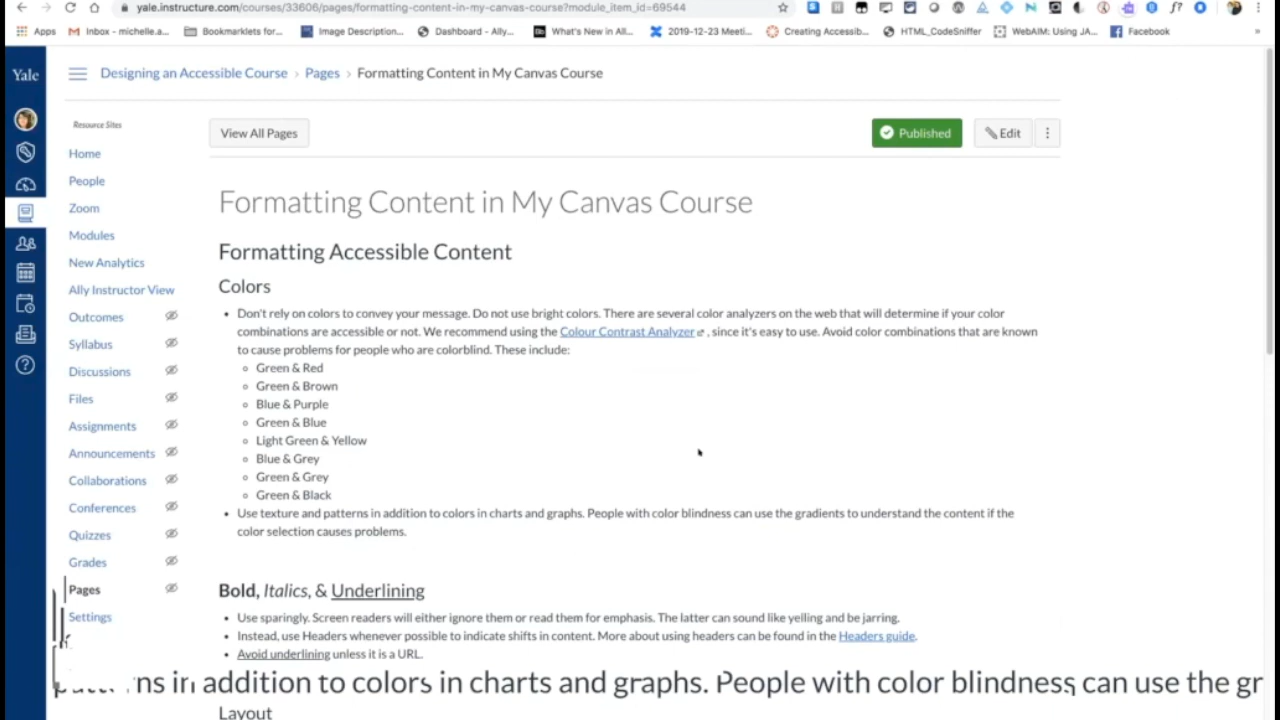 yale.instructure.com/courses/33606/pages/formatting-content-in-my-canvas-course?module_item_id=69544
Apps Inbox - michelle.a... Bookmarklets for... Image Description... Dashboard - Ally... What's New in All... 2019-12-23 Meeti... Creating Accessib... HTML_CodeSniffer WebAIM: Using JA... Facebook »
Yale
Designing an Accessible Course › Pages › Formatting Content in My Canvas Course
Resource Sites
Home
People
Zoom
Modules
New Analytics
Ally Instructor View
Outcomes
Syllabus
Discussions
Files
Assignments
Announcements
Collaborations
Conferences
Quizzes
Grades
Pages
Settings
View All Pages
Published
Edit
Formatting Content in My Canvas Course
Formatting Accessible Content
Colors
• Don't rely on colors to convey your message. Do not use bright colors. There are several color analyzers on the web that will determine if your color
combinations are accessible or not. We recommend using the Colour Contrast Analyzer , since it's easy to use. Avoid color combinations that are known
to cause problems for people who are colorblind. These include:
Green & Red
Green & Brown
Blue & Purple
Green & Blue
Light Green & Yellow
Blue & Grey
Green & Grey
Green & Black
• Use texture and patterns in addition to colors in charts and graphs. People with color blindness can use the gradients to understand the content if the
color selection causes problems.
Bold, Italics, & Underlining
• Use sparingly. Screen readers will either ignore them or read them for emphasis. The latter can sound like yelling and be jarring.
• Instead, use Headers whenever possible to indicate shifts in content. More about using headers can be found in the Headers guide.
• Avoid underlining unless it is a URL.
ns in addition to colors in charts and graphs. People with color blindness can use the gr
Layout